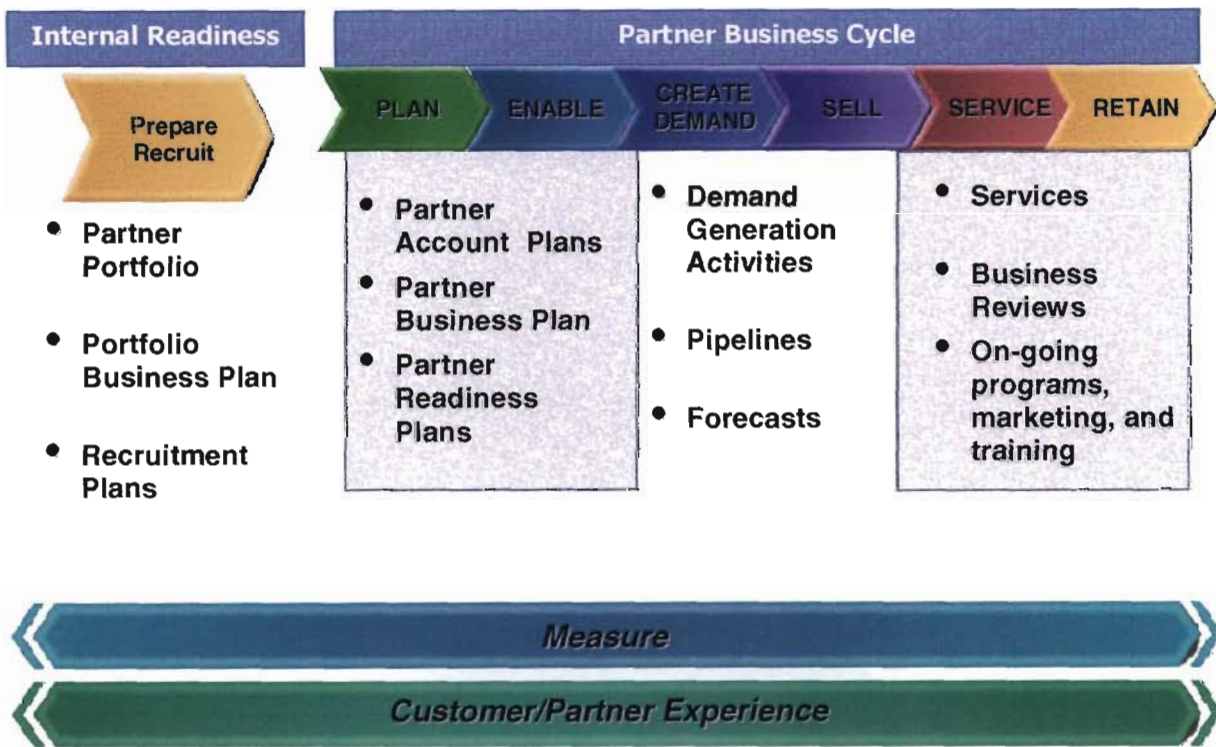 Internal Readiness
Partner Business Cycle
Prepare
Recruit
PLAN
ENABLE
CREATE
DEMAND
SELL
SERVICE
RETAIN
• Partner
Portfolio
• Portfolio
Business Plan
• Recruitment
Plans
• Partner
Account Plans
• Partner
Business Plan
• Partner
Readiness
Plans
• Demand
Generation
Activities
• Pipelines
• Forecasts
• Services
• Business
Reviews
• On-going
programs,
marketing, and
training
Measure
Customer/Partner Experience